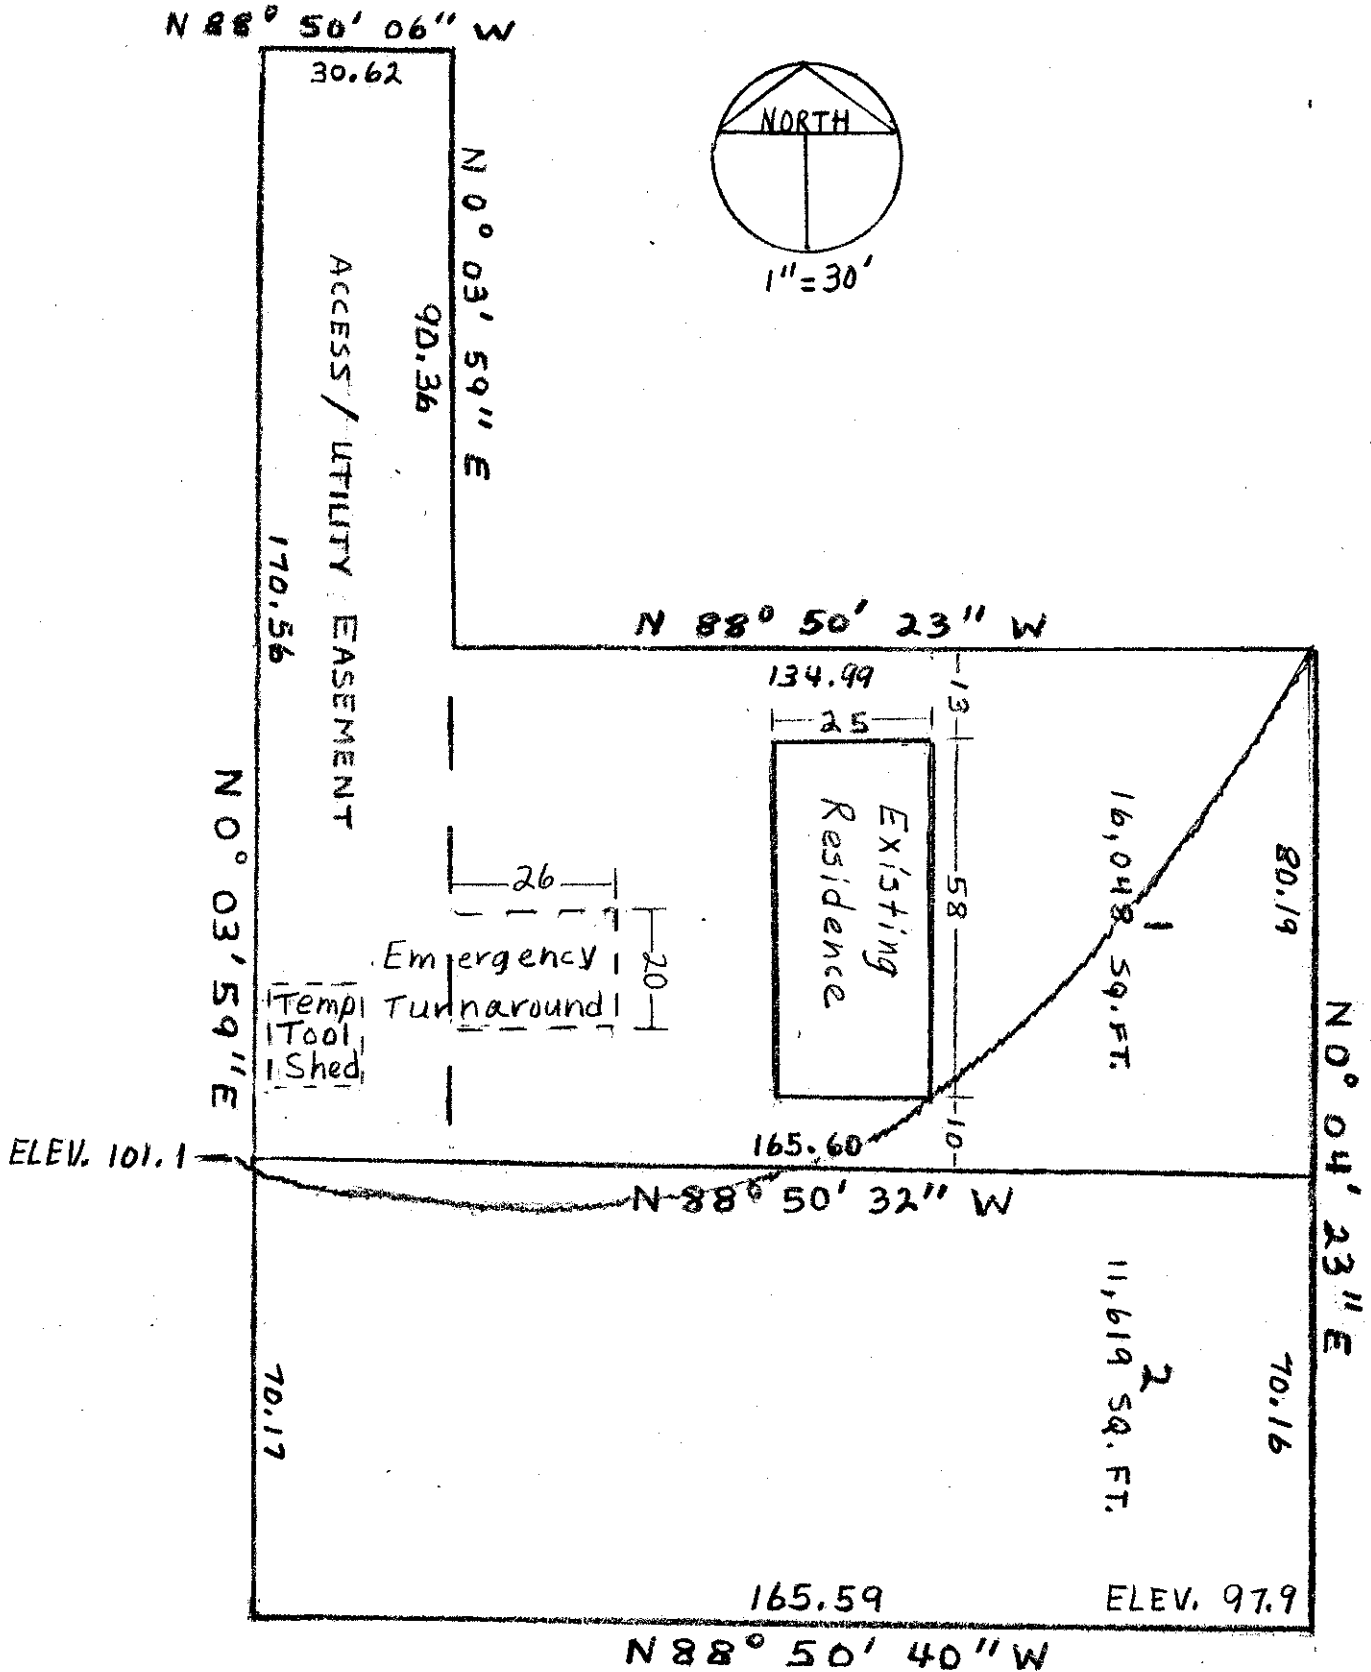 N 88° 50' 06" W
30.62
NORTH
1"=30'
N 0° 03' 59" E
90.36
ACCESS/UTILITY EASEMENT
170.56
N 0° 03' 59" E
N 88° 50' 23" W
134.99
13
25
58
10
Existing
Residence
1
16,048 SQ. FT.
80.19
26
20
Emergency
Turnaround
Temp
Tool
Shed
N 0° 04' 23" E
ELEV. 101.1
165.60
N 88° 50' 32" W
2
11,619 SQ. FT.
70.16
70.17
165.59
ELEV. 97.9
N 88° 50' 40" W